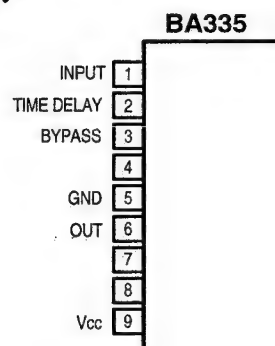 BA335
INPUT 1
TIME DELAY 2
BYPASS 3
4
GND 5
OUT 6
7
8
Vcc 9